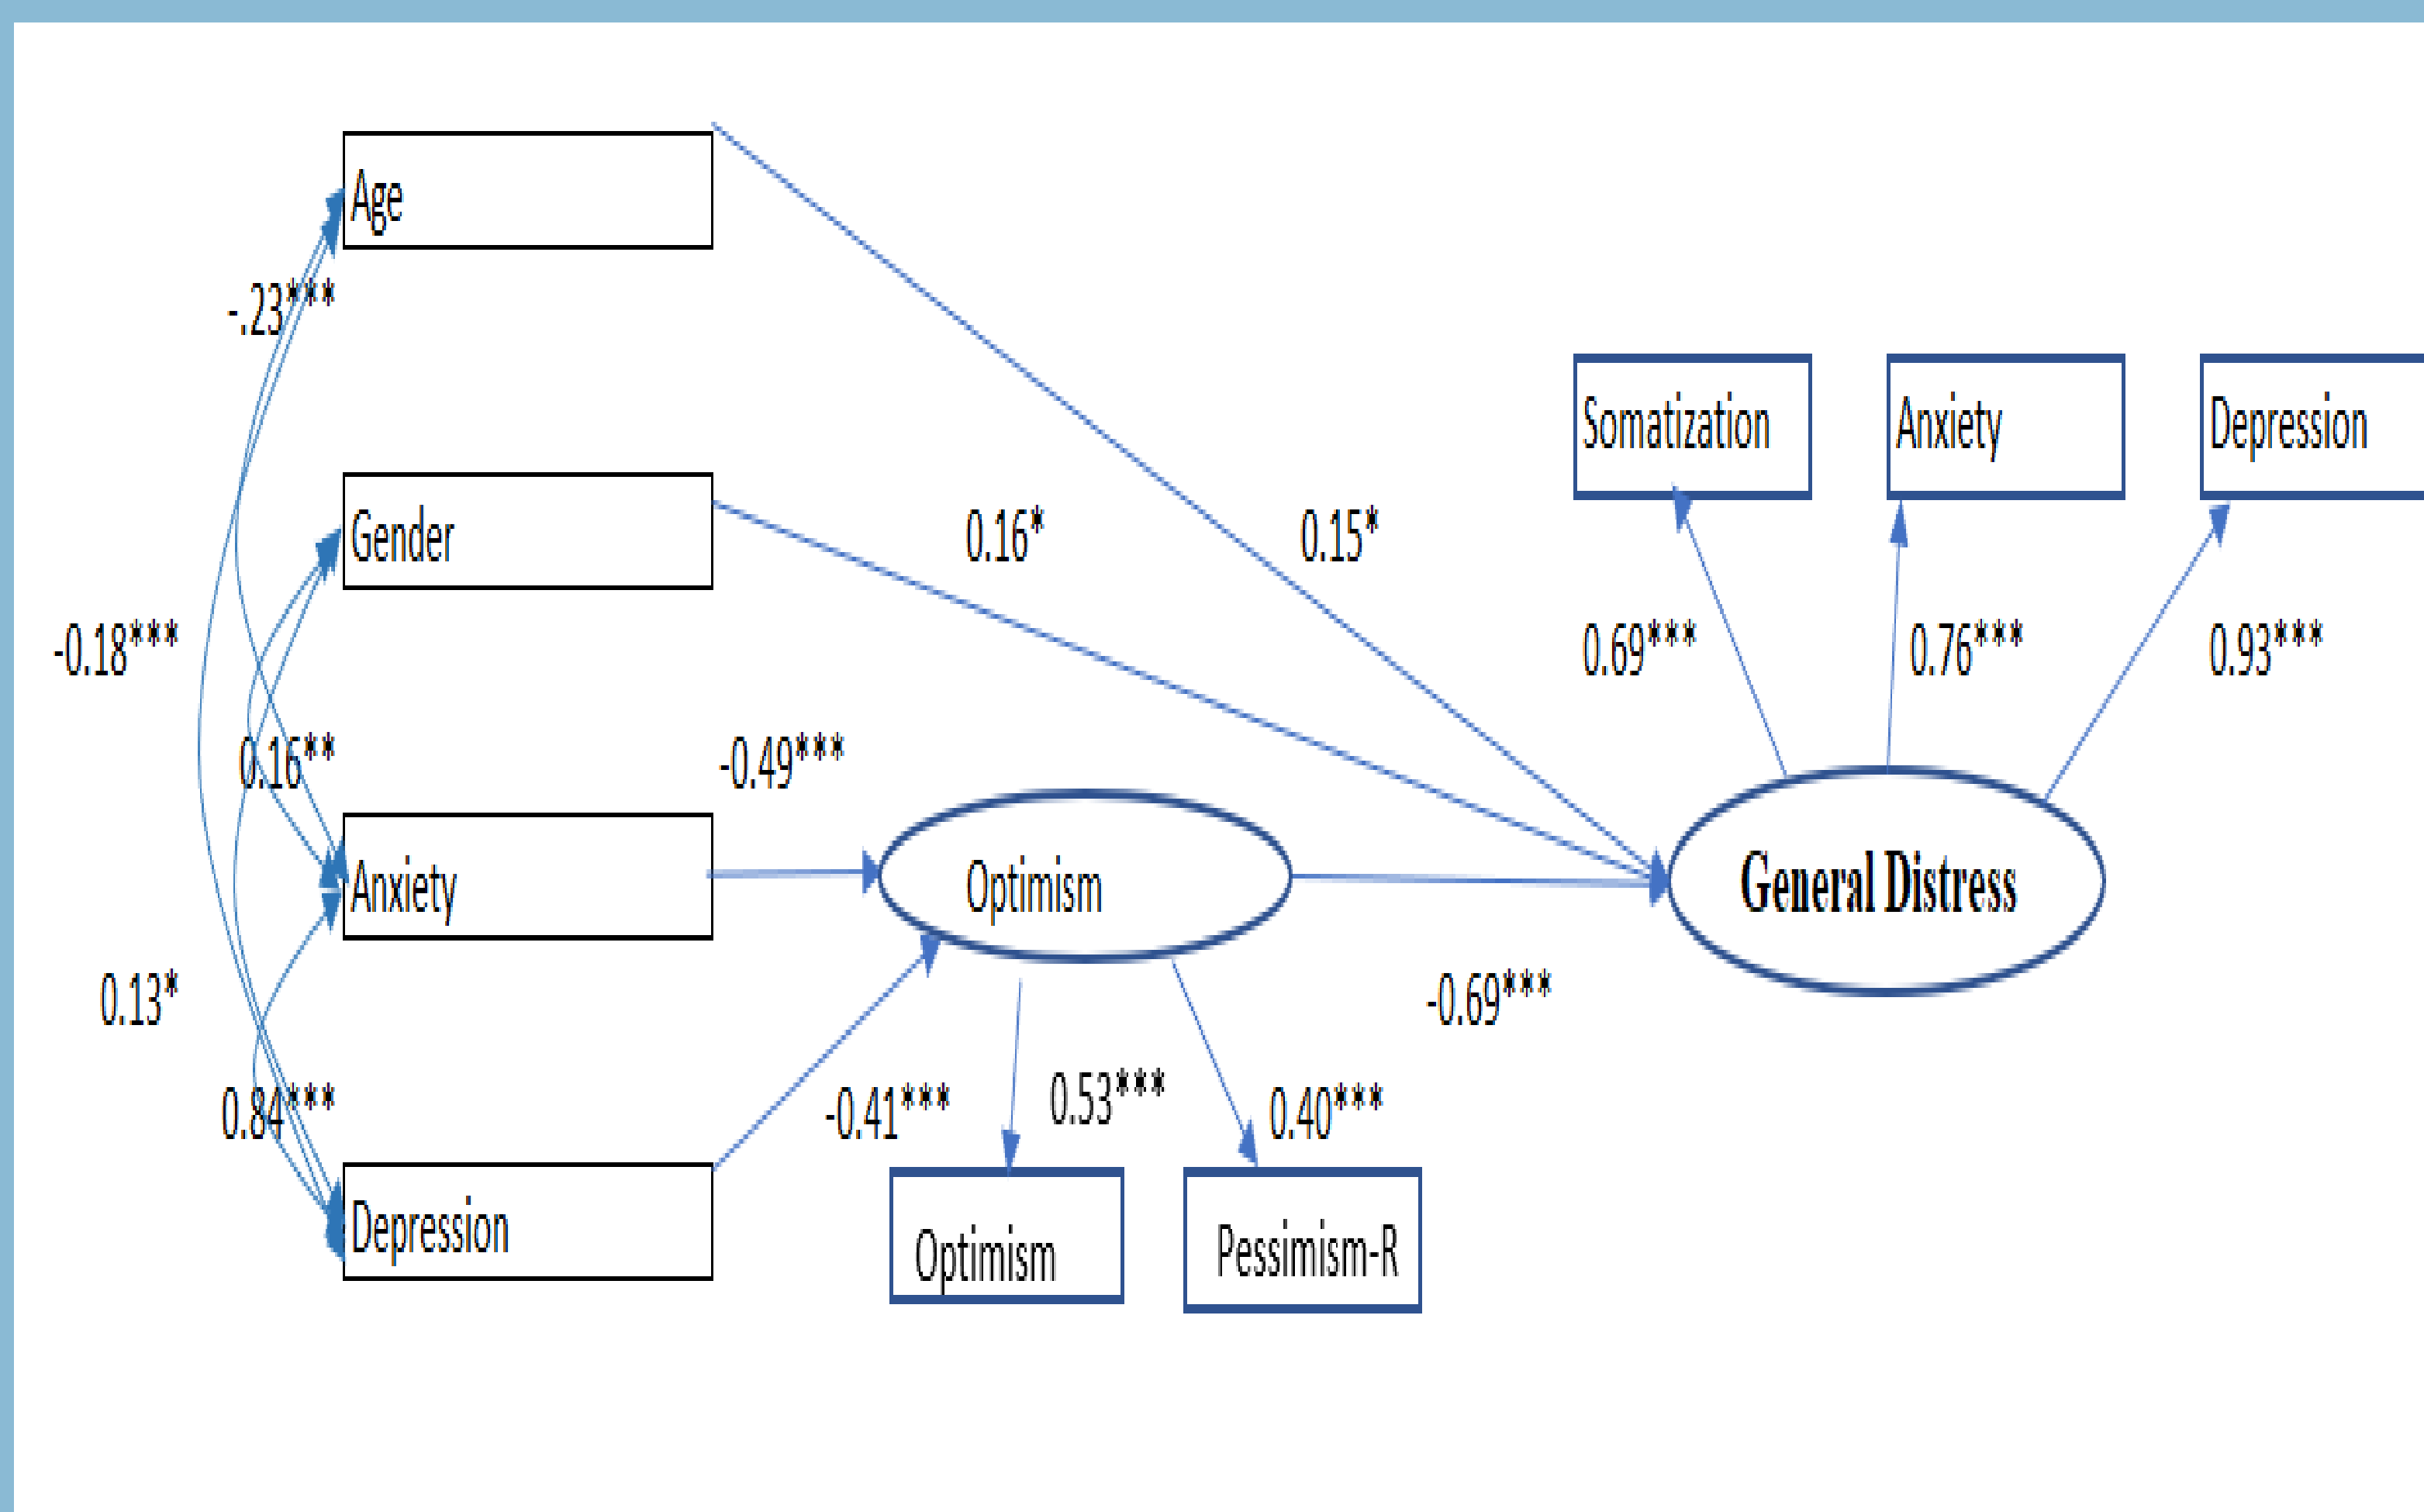 Age
-.23***
Somatization
Anxiety
Depression
Gender
0.16*
0.15*
-0.18***
0.69***
0.76***
0.93***
0.16**
-0.49***
Anxiety
Optimism
General Distress
0.13*
-0.69***
0.84***
-0.41***
0.53***
0.40***
Depression
Optimism
Pessimism-R